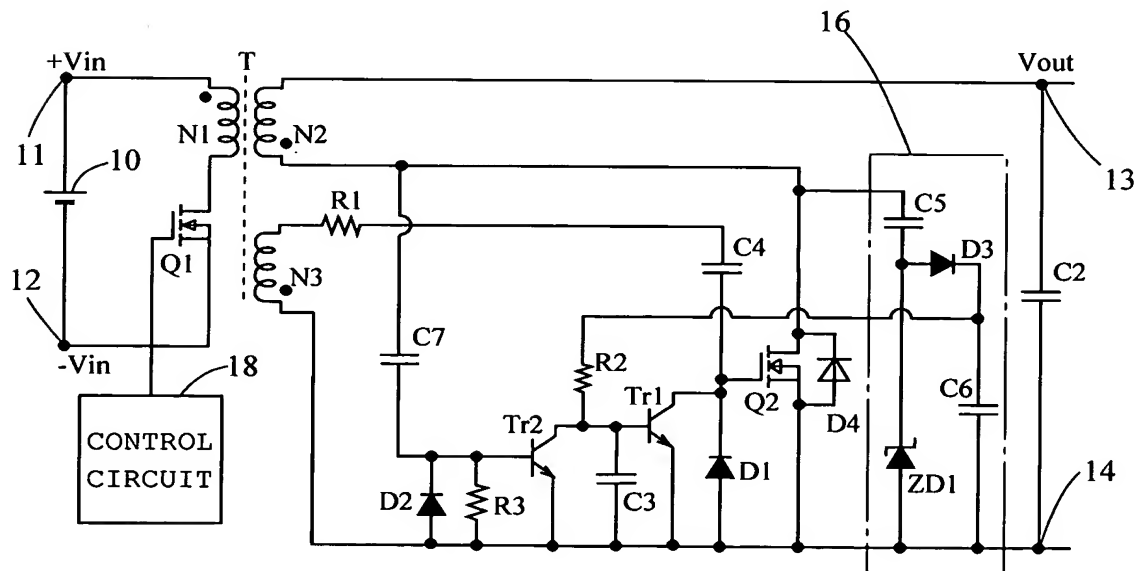 16
+Vin
T
Vout
11
N1
N2
13
10
R1
C5
D3
C4
Q1
N3
12
C2
-Vin
C7
18
R2
Tr1
Q2
D4
C6
CONTROL
CIRCUIT
Tr2
14
D2
R3
C3
D1
ZD1